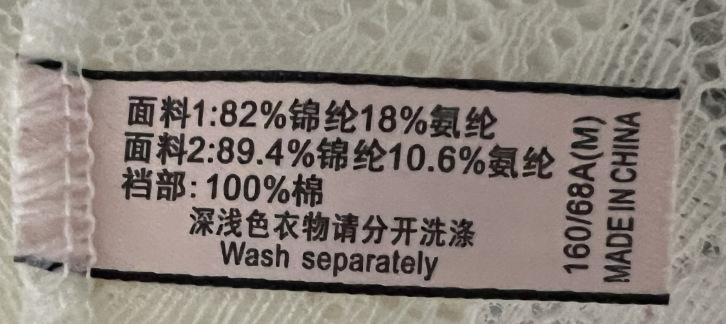 面料1:82%锦纶18%氨纶
面料2:89.4%锦纶10.6%氨纶
裆部:100%棉
深浅色衣物请分开洗涤
Wash separately
160/68A(M)
MADE IN CHINA